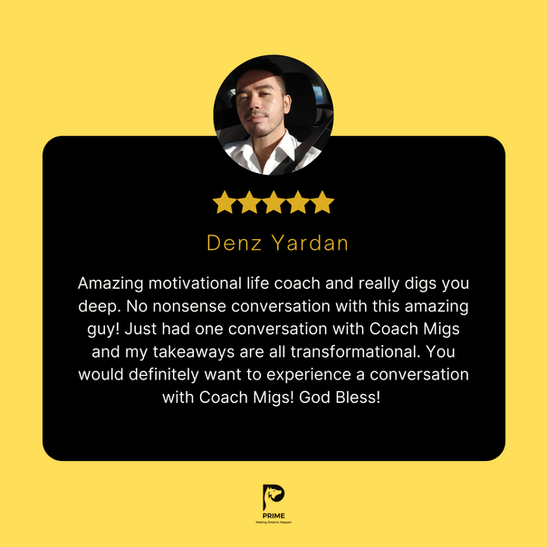 Denz Yardan
Amazing motivational life coach and really digs you
deep. No nonsense conversation with this amazing
guy! Just had one conversation with Coach Migs
and my takeaways are all transformational. You
would definitely want to experience a conversation
with Coach Migs! God Bless!
PRIME
Making Dreams Happen